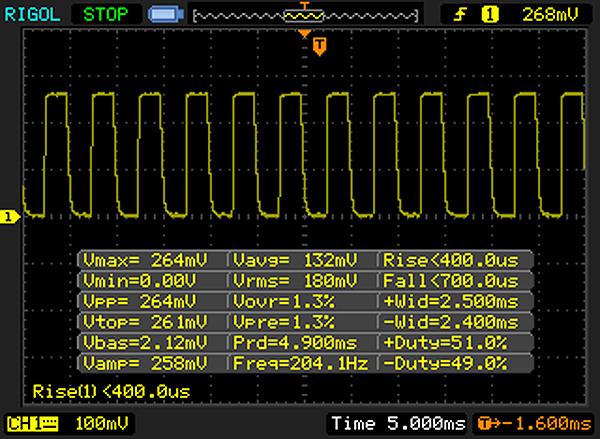 RIGOL STOP T 1 268mV
T
1
Vmax= 264mV Vavg= 132mV Rise<400.0us
Vmin=0.00V Vrms= 180mV Fall<700.0us
Vpp= 264mV Vovr=1.3% +Wid=2.500ms
Vtop= 261mV Vpre=1.3% -Wid=2.400ms
Vbas=2.12mV Prd=4.900ms +Duty=51.0%
Vamp= 258mV Freq=204.1Hz -Duty=49.0%
Rise(1)<400.0us
CH1 100mV Time 5.000ms T→-1.600ms